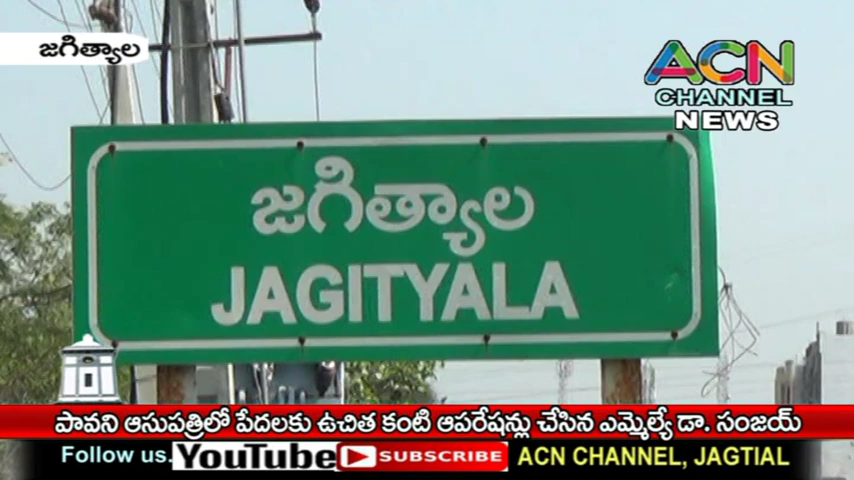 జగిత్యాల
ACN
CHANNEL
NEWS
జగిత్యాల
JAGITYALA
పావని ఆసుపత్రిలో పేదలకు ఉచిత కంటి ఆపరేషన్లు చేసిన ఎమ్మెల్యే డా. సంజయ్
Follow us. YouTube SUBSCRIBE ACN CHANNEL, JAGTIAL